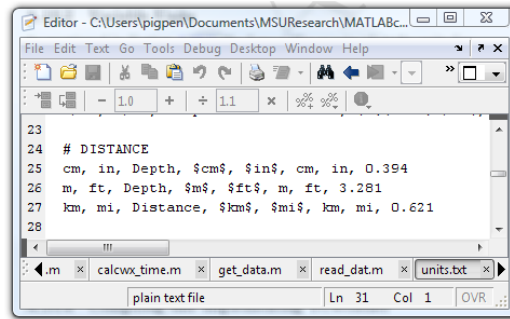 Editor - C:\Users\pigpen\Documents\MSUResearch\MATLABc...
File Edit Text Go Tools Debug Desktop Window Help
1.0 + ÷ 1.1 ×
23
24 # DISTANCE
25 cm, in, Depth, $cm$, $in$, cm, in, 0.394
26 m, ft, Depth, $m$, $ft$, m, ft, 3.281
27 km, mi, Distance, $km$, $mi$, km, mi, 0.621
28
.m × calcwx_time.m × get_data.m × read_dat.m × units.txt ×
plain text file Ln 31 Col 1 OVR